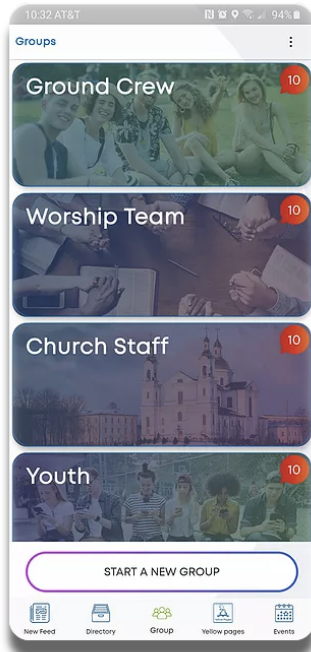 10:32 AT&T 94%
Groups
Ground Crew
10
Worship Team
10
Church Staff
10
Youth
10
START A NEW GROUP
New Feed Directory Group Yellow pages Events